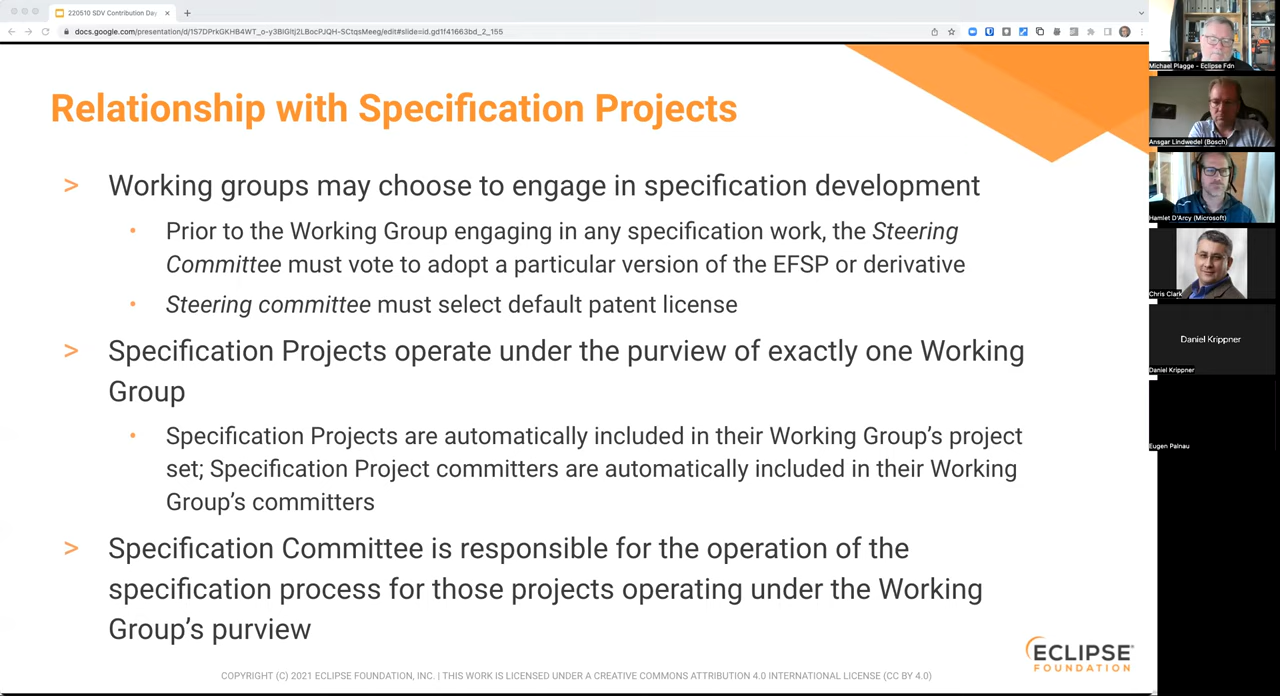 220510 SDV Contribution Day
docs.google.com/presentation/d/1S7DPrkGKHB4WT_o-y3BiGltj2LBocPJQH-SCtqsMeeg/edit#slide=id.gd1f41663bd_2_155
Relationship with Specification Projects
> Working groups may choose to engage in specification development
• Prior to the Working Group engaging in any specification work, the Steering
Committee must vote to adopt a particular version of the EFSP or derivative
• Steering committee must select default patent license
> Specification Projects operate under the purview of exactly one Working
Group
• Specification Projects are automatically included in their Working Group’s project
set; Specification Project committers are automatically included in their Working
Group’s committers
> Specification Committee is responsible for the operation of the
specification process for those projects operating under the Working
Group’s purview
ECLIPSE
FOUNDATION
COPYRIGHT (C) 2021 ECLIPSE FOUNDATION, INC. | THIS WORK IS LICENSED UNDER A CREATIVE COMMONS ATTRIBUTION 4.0 INTERNATIONAL LICENSE (CC BY 4.0)
Michael Plagge - Eclipse Fdn
Ansgar Lindwedel (Bosch)
Hamlet D'Arcy (Microsoft)
Chris Clark
Daniel Krippner
Daniel Krippner
Eugen Palnau